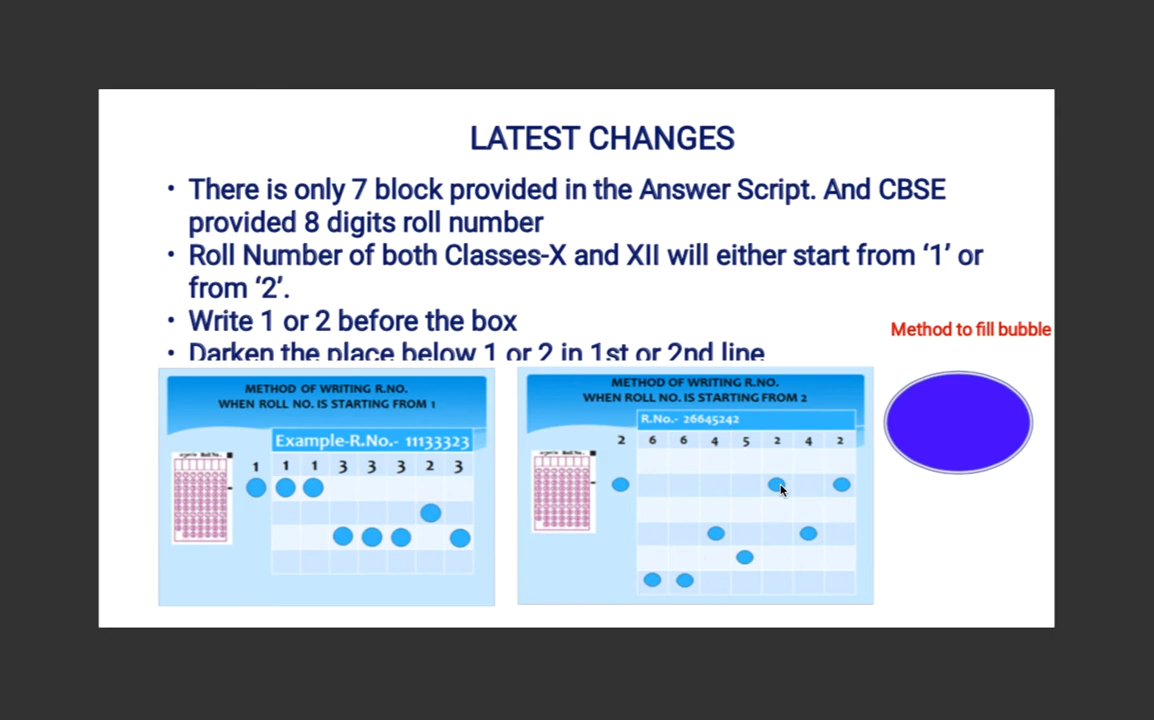 LATEST CHANGES
• There is only 7 block provided in the Answer Script. And CBSE
provided 8 digits roll number
• Roll Number of both Classes-X and XII will either start from ‘1’ or
from ‘2’.
• Write 1 or 2 before the box
• Darken the place below 1 or 2 in 1st or 2nd line
Method to fill bubble
METHOD OF WRITING R.NO.
WHEN ROLL NO. IS STARTING FROM 1
Example-R.No.- 11133323
1 1 1 3 3 3 2 3
METHOD OF WRITING R.NO.
WHEN ROLL NO. IS STARTING FROM 2
R.No.- 26645242
2 6 6 4 5 2 4 2